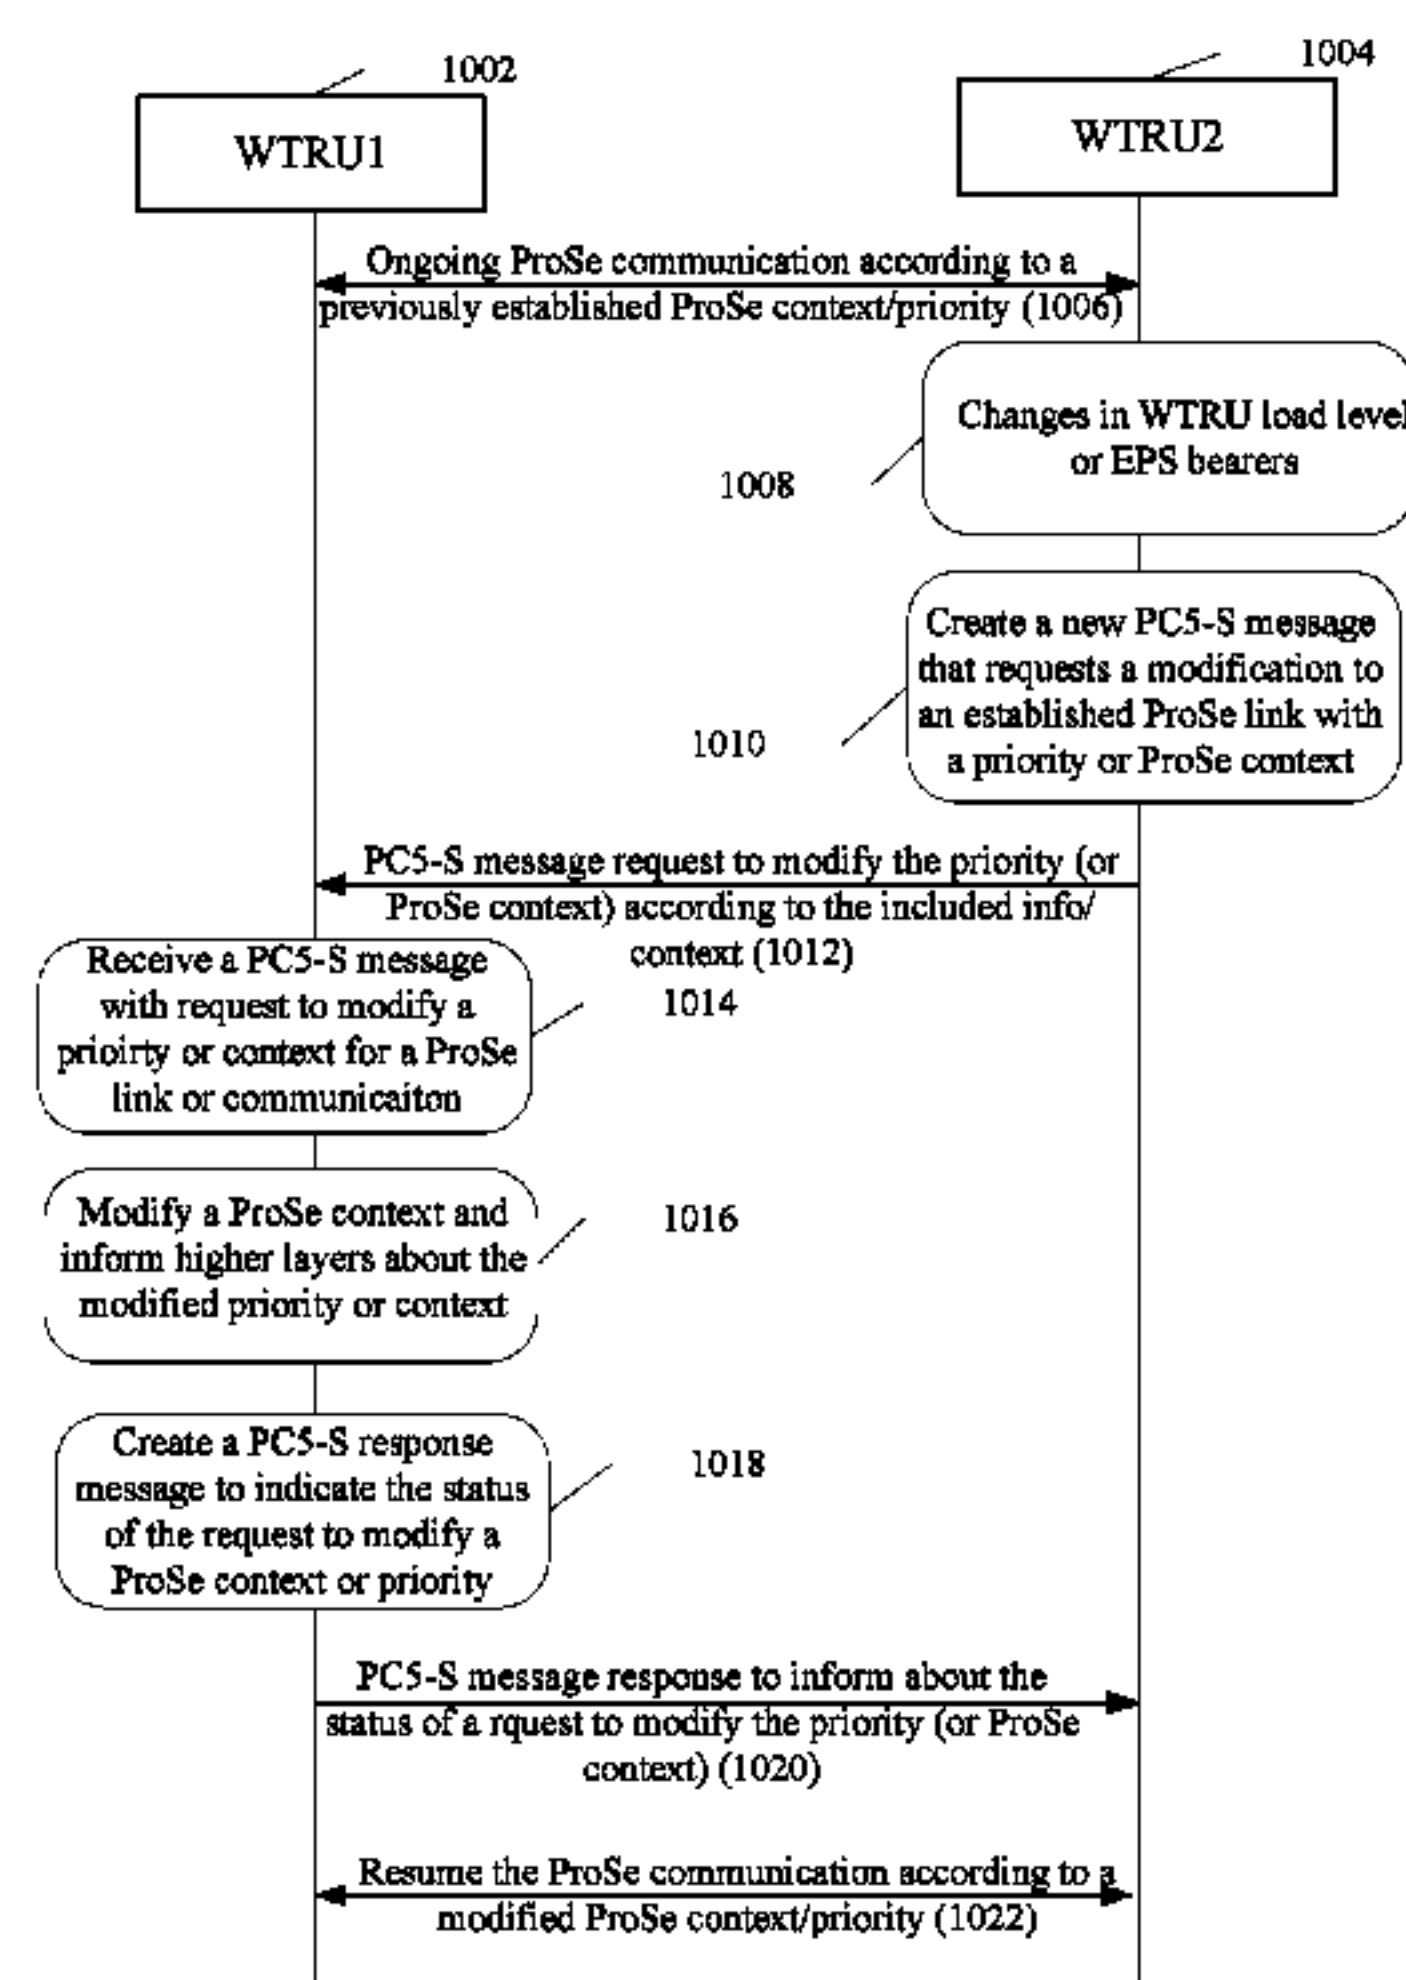 1002
1004
WTRU1
WTRU2
Ongoing ProSe communication according to a
previously established ProSe context/priority (1006)
Changes in WTRU load level
or EPS bearers
1008
Create a new PC5-S message
that requests a modification to
an established ProSe link with
a priority or ProSe context
1010
PC5-S message request to modify the priority (or
ProSe context) according to the included info/
context (1012)
Receive a PC5-S message
with request to modify a
prioirty or context for a ProSe
link or communicaiton
1014
Modify a ProSe context and
inform higher layers about the
modified priority or context
1016
Create a PC5-S response
message to indicate the status
of the request to modify a
ProSe context or priority
1018
PC5-S message response to inform about the
status of a rquest to modify the priority (or ProSe
context) (1020)
Resume the ProSe communication according to a
modified ProSe context/priority (1022)